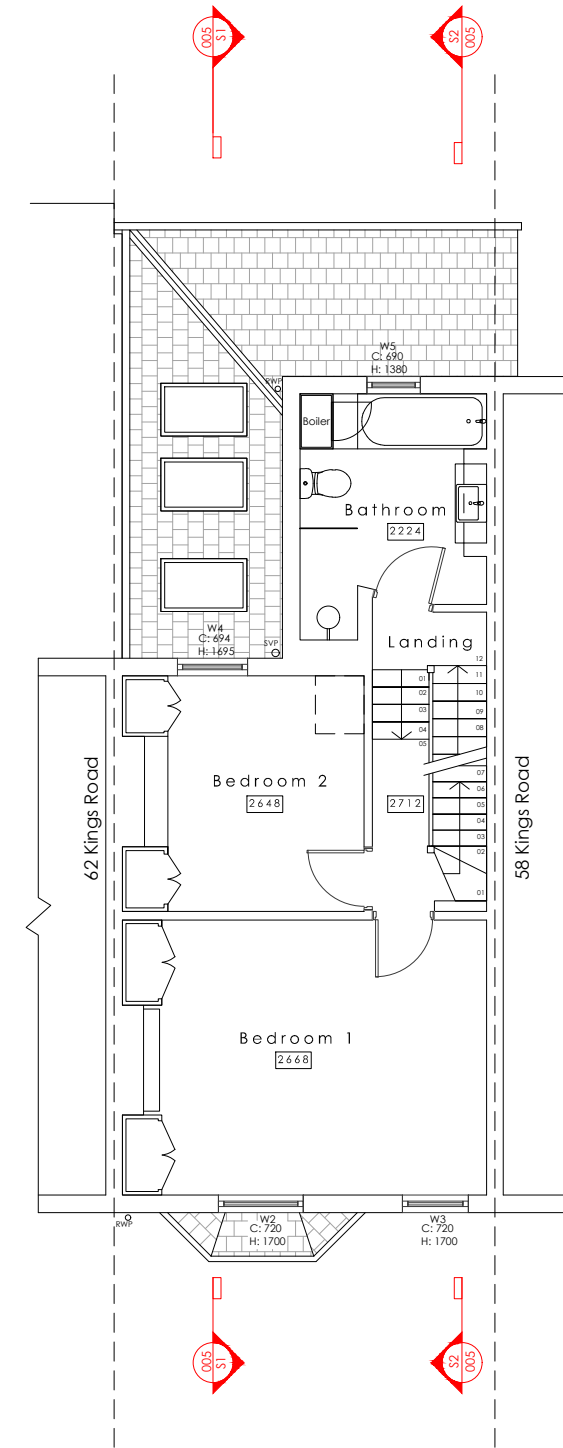 005
S1
S2
005
W5
C: 690
H: 1380
RWP
Boiler
Bathroom
2224
W4
C: 694
H: 1695
SVP
Landing
12
11
10
09
08
07
06
05
04
03
02
01
01
02
03
04
05
Bedroom 2
2648
2712
62 Kings Road
58 Kings Road
Bedroom 1
2668
RWP
W2
C: 720
H: 1700
W3
C: 720
H: 1700
005
S1
S2
005